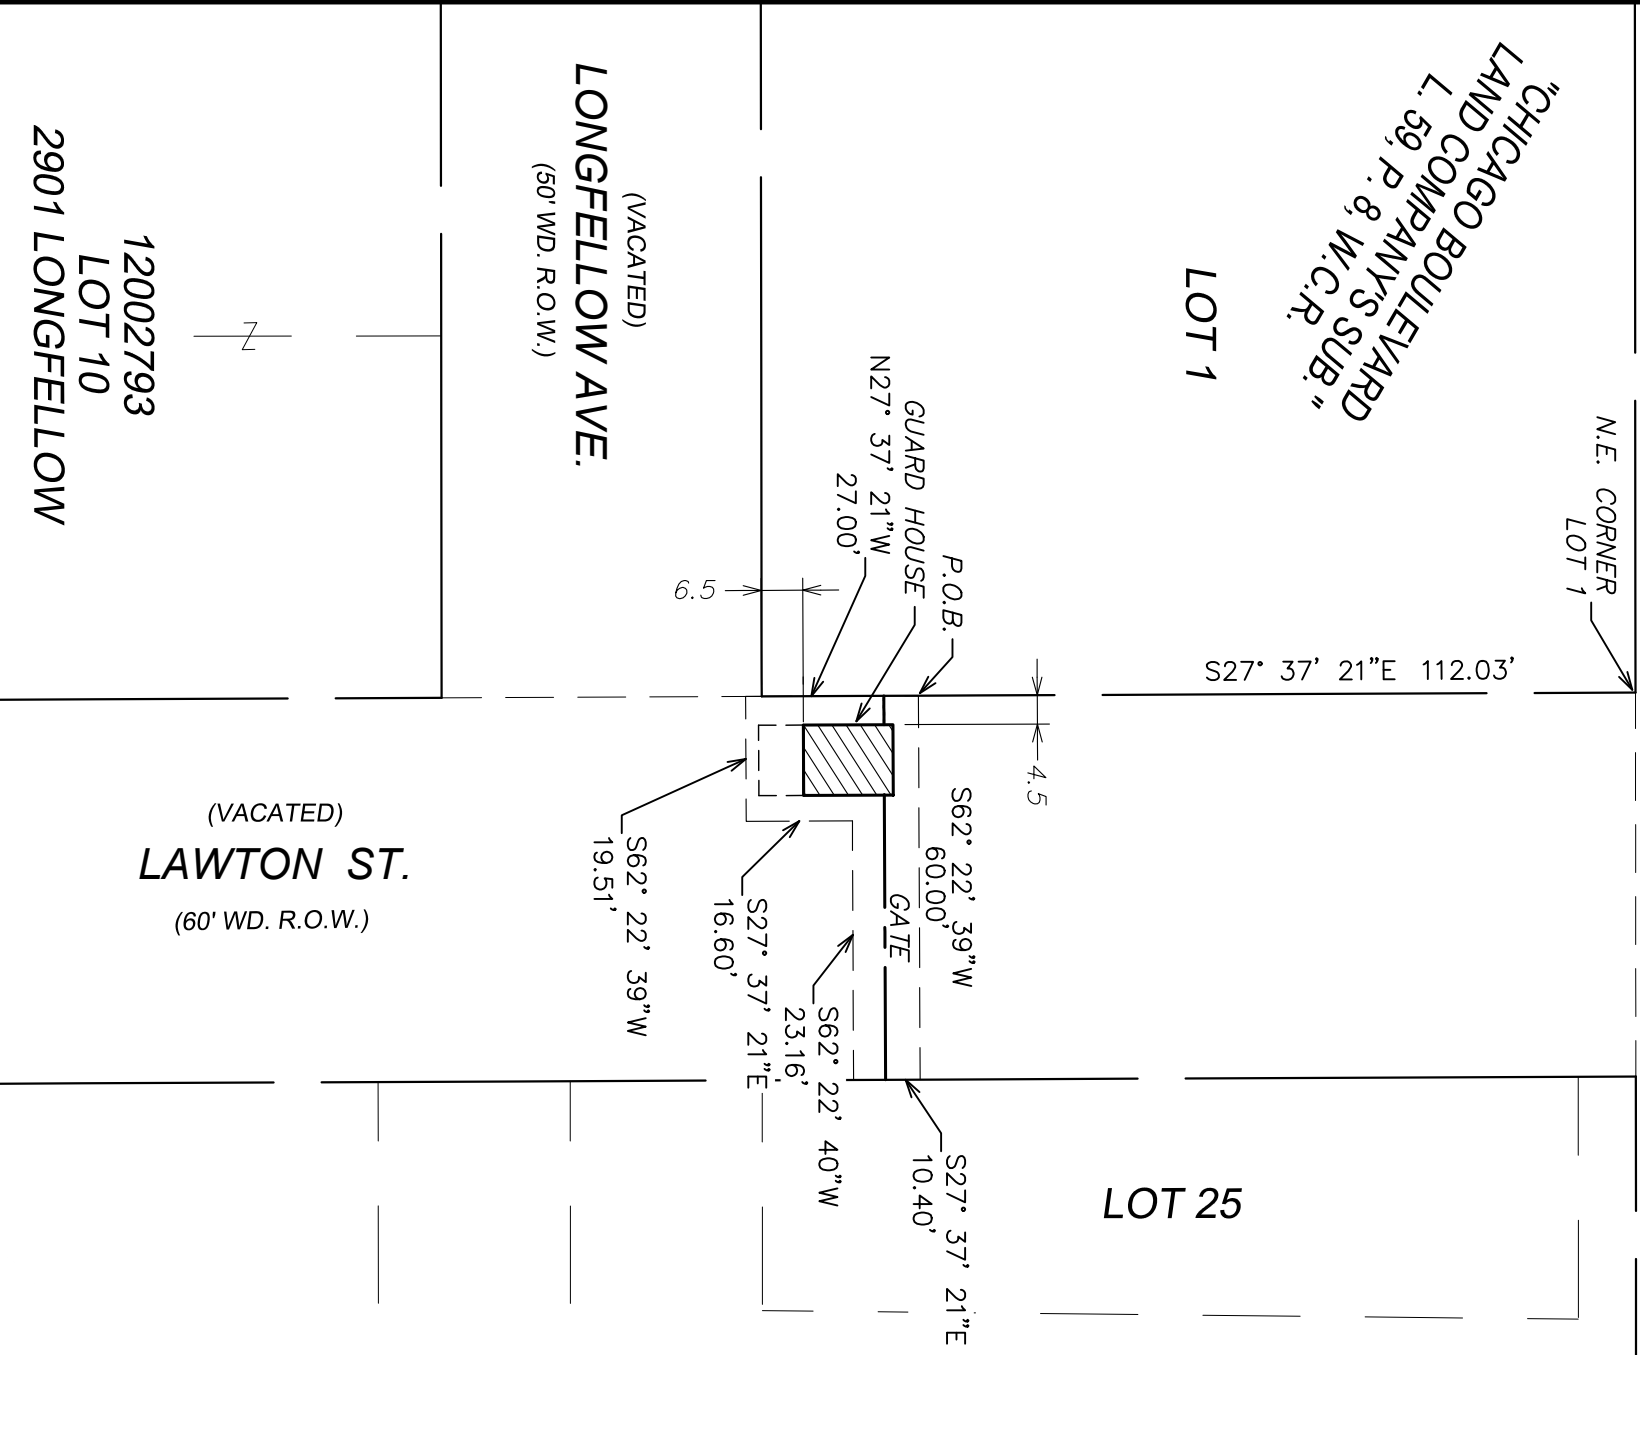 "CHICAGO BOULEVARD
LAND COMPANY'S SUB."
L. 59, P. 8, W.C.R.
LOT 1
N.E. CORNER
LOT 1
S27° 37' 21"E 112.03'
(VACATED)
LONGFELLOW AVE.
(50' WD. R.O.W.)
12002793
LOT 10
2901 LONGFELLOW
P.O.B.
GUARD HOUSE
N27° 37' 21"W
27.00'
6.5
4.5
S62° 22' 39"W
60.00'
GATE
(VACATED)
LAWTON ST.
(60' WD. R.O.W.)
S62° 22' 39"W
19.51'
S27° 37' 21"E
16.60'
S62° 22' 40"W
23.16'
S27° 37' 21"E
10.40'
LOT 25